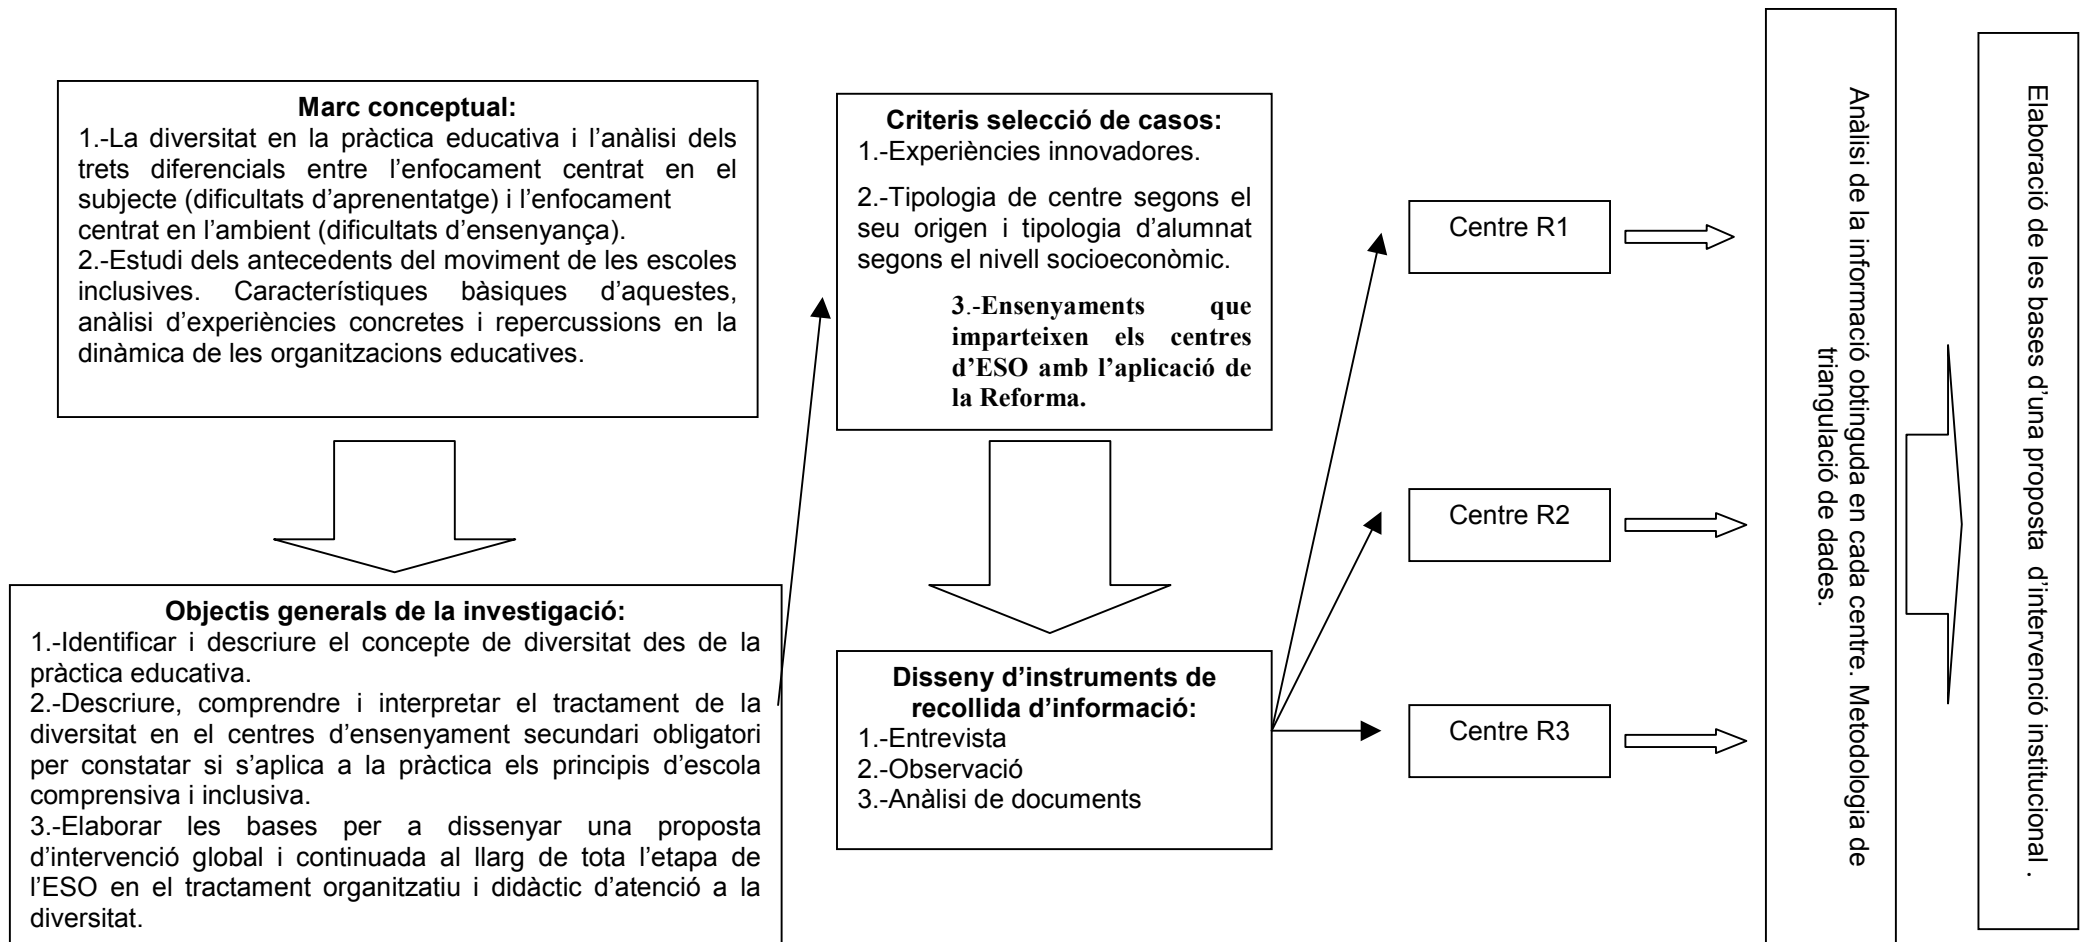 Marc conceptual:
1.-La diversitat en la pràctica educativa i l’anàlisi dels
trets diferencials entre l’enfocament centrat en el
subjecte (dificultats d’aprenentatge) i l’enfocament
centrat en l’ambient (dificultats d’ensenyança).
2.-Estudi dels antecedents del moviment de les escoles
inclusives. Característiques bàsiques d’aquestes,
anàlisi d’experiències concretes i repercussions en la
dinàmica de les organitzacions educatives.
Objectis generals de la investigació:
1.-Identificar i descriure el concepte de diversitat des de la
pràctica educativa.
2.-Descriure, comprendre i interpretar el tractament de la
diversitat en el centres d’ensenyament secundari obligatori
per constatar si s’aplica a la pràctica els principis d’escola
comprensiva i inclusiva.
3.-Elaborar les bases per a dissenyar una proposta
d’intervenció global i continuada al llarg de tota l’etapa de
l’ESO en el tractament organitzatiu i didàctic d’atenció a la
diversitat.
Criteris selecció de casos:
1.-Experiències innovadores.
2.-Tipologia de centre segons el
seu origen i tipologia d’alumnat
segons el nivell socioeconòmic.
3.-Ensenyaments que
imparteixen els centres
d’ESO amb l’aplicació de
la Reforma.
Disseny d’instruments de
recollida d’informació:
1.-Entrevista
2.-Observació
3.-Anàlisi de documents
Centre R1
Centre R2
Centre R3
Anàlisi de la informació obtinguda en cada centre. Metodologia de
triangulació de dades.
Elaboració de les bases d’una proposta d’intervenció institucional .